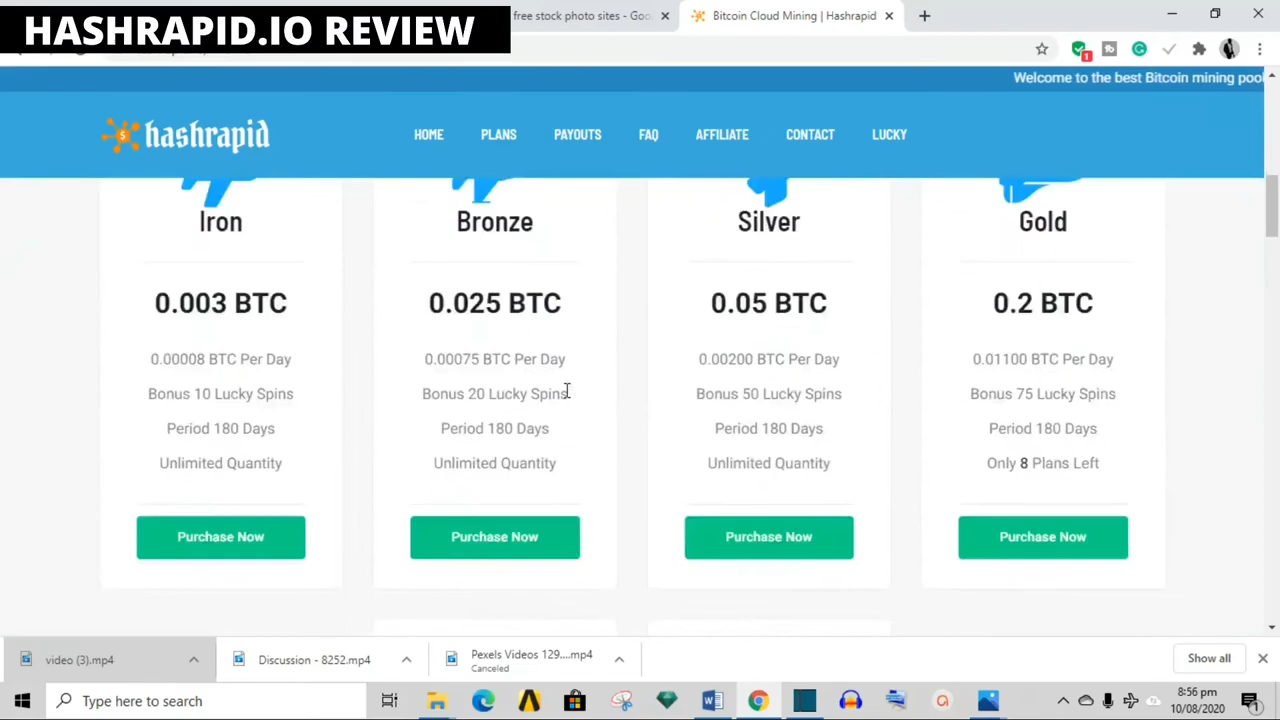 HASHRAPID.IO REVIEW
free stock photo sites - Goo
Bitcoin Cloud Mining | Hashrapid
1
Welcome to the best Bitcoin mining pool
$
hashrapid
HOME PLANS PAYOUTS FAQ AFFILIATE CONTACT LUCKY
Iron
0.003 BTC
0.00008 BTC Per Day
Bonus 10 Lucky Spins
Period 180 Days
Unlimited Quantity
Purchase Now
Bronze
0.025 BTC
0.00075 BTC Per Day
Bonus 20 Lucky Spins
Period 180 Days
Unlimited Quantity
Purchase Now
Silver
0.05 BTC
0.00200 BTC Per Day
Bonus 50 Lucky Spins
Period 180 Days
Unlimited Quantity
Purchase Now
Gold
0.2 BTC
0.01100 BTC Per Day
Bonus 75 Lucky Spins
Period 180 Days
Only 8 Plans Left
Purchase Now
video (3).mp4
Discussion - 8252.mp4
Pexels Videos 129....mp4
Canceled
Show all
Type here to search
8:56 pm
10/08/2020
1